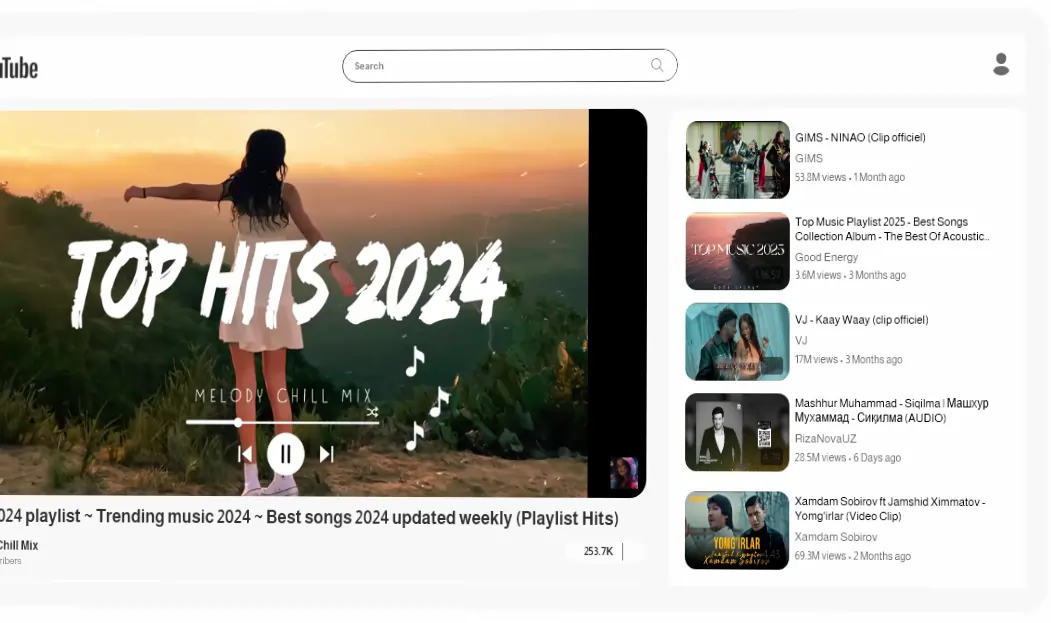 uTube
Search
TOP HITS 2024
MELODY CHILL MIX
024 playlist ~ Trending music 2024 ~ Best songs 2024 updated weekly (Playlist Hits)
Chill Mix
ribers
253.7K
GIMS - NINAO (Clip officiel)
GIMS
53.8M views • 1 Month ago
TOP MUSIC 2025
Top Music Playlist 2025 - Best Songs
Collection Album - The Best Of Acoustic..
Good Energy
3.6M views • 3 Months ago
VJ - Kaay Waay (clip officiel)
VJ
17M views • 3 Months ago
Mashhur Muhammad - Siqilma | Машхур
Мухаммад - Сиқилма (AUDIO)
RizaNovaUZ
28.5M views • 6 Days ago
YOMG'IRLAR
Xamdam Sobirov
Xamdam Sobirov ft Jamshid Ximmatov -
Yomg'irlar (Video Clip)
Xamdam Sobirov
69.3M views • 2 Months ago